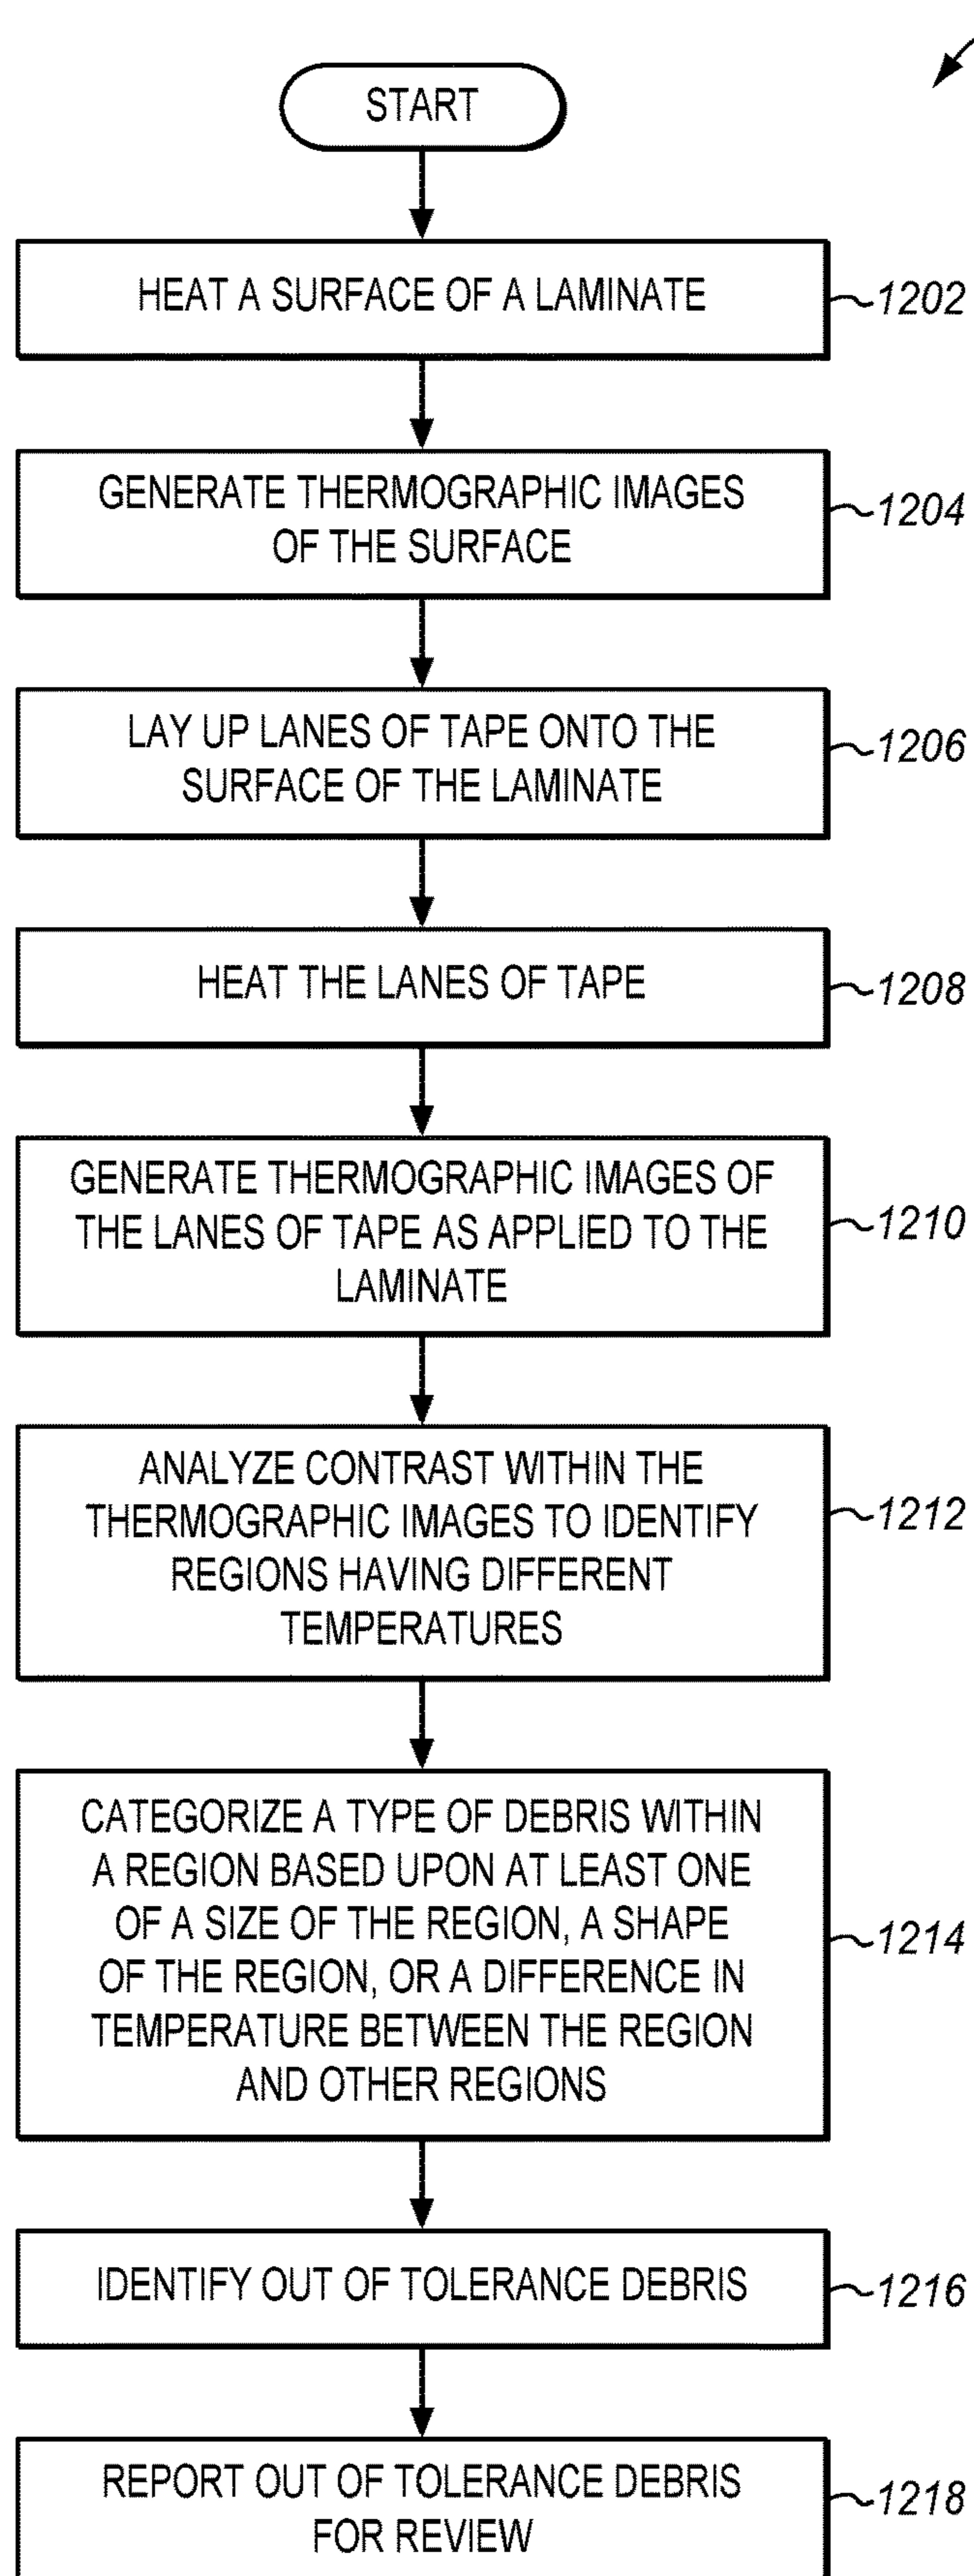 START
HEAT A SURFACE OF A LAMINATE
1202
GENERATE THERMOGRAPHIC IMAGES
OF THE SURFACE
1204
LAY UP LANES OF TAPE ONTO THE
SURFACE OF THE LAMINATE
1206
HEAT THE LANES OF TAPE
1208
GENERATE THERMOGRAPHIC IMAGES OF
THE LANES OF TAPE AS APPLIED TO THE
LAMINATE
1210
ANALYZE CONTRAST WITHIN THE
THERMOGRAPHIC IMAGES TO IDENTIFY
REGIONS HAVING DIFFERENT
TEMPERATURES
1212
CATEGORIZE A TYPE OF DEBRIS WITHIN
A REGION BASED UPON AT LEAST ONE
OF A SIZE OF THE REGION, A SHAPE
OF THE REGION, OR A DIFFERENCE IN
TEMPERATURE BETWEEN THE REGION
AND OTHER REGIONS
1214
IDENTIFY OUT OF TOLERANCE DEBRIS
1216
REPORT OUT OF TOLERANCE DEBRIS
FOR REVIEW
1218